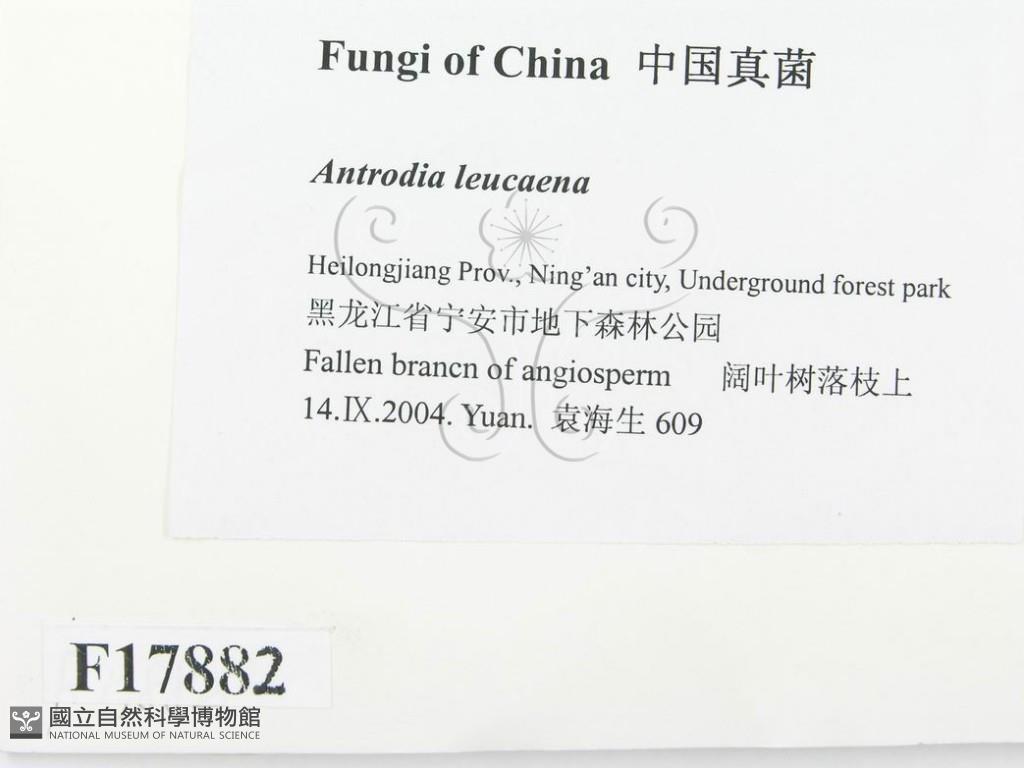 Fungi of China 中国真菌
Antrodia leucaena
Heilongjiang Prov., Ning'an city, Underground forest park
黑龙江省宁安市地下森林公园
Fallen brancn of angiosperm 阔叶树落枝上
14.Ⅸ.2004. Yuan. 袁海生 609
F17882
國立自然科學博物館
NATIONAL MUSEUM OF NATURAL SCIENCE